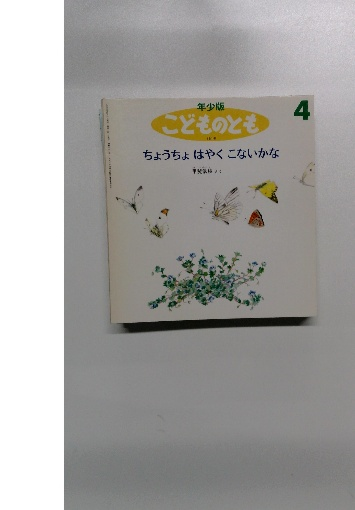 年少版
こどものとも
4
ちょうちょ はやく こないかな